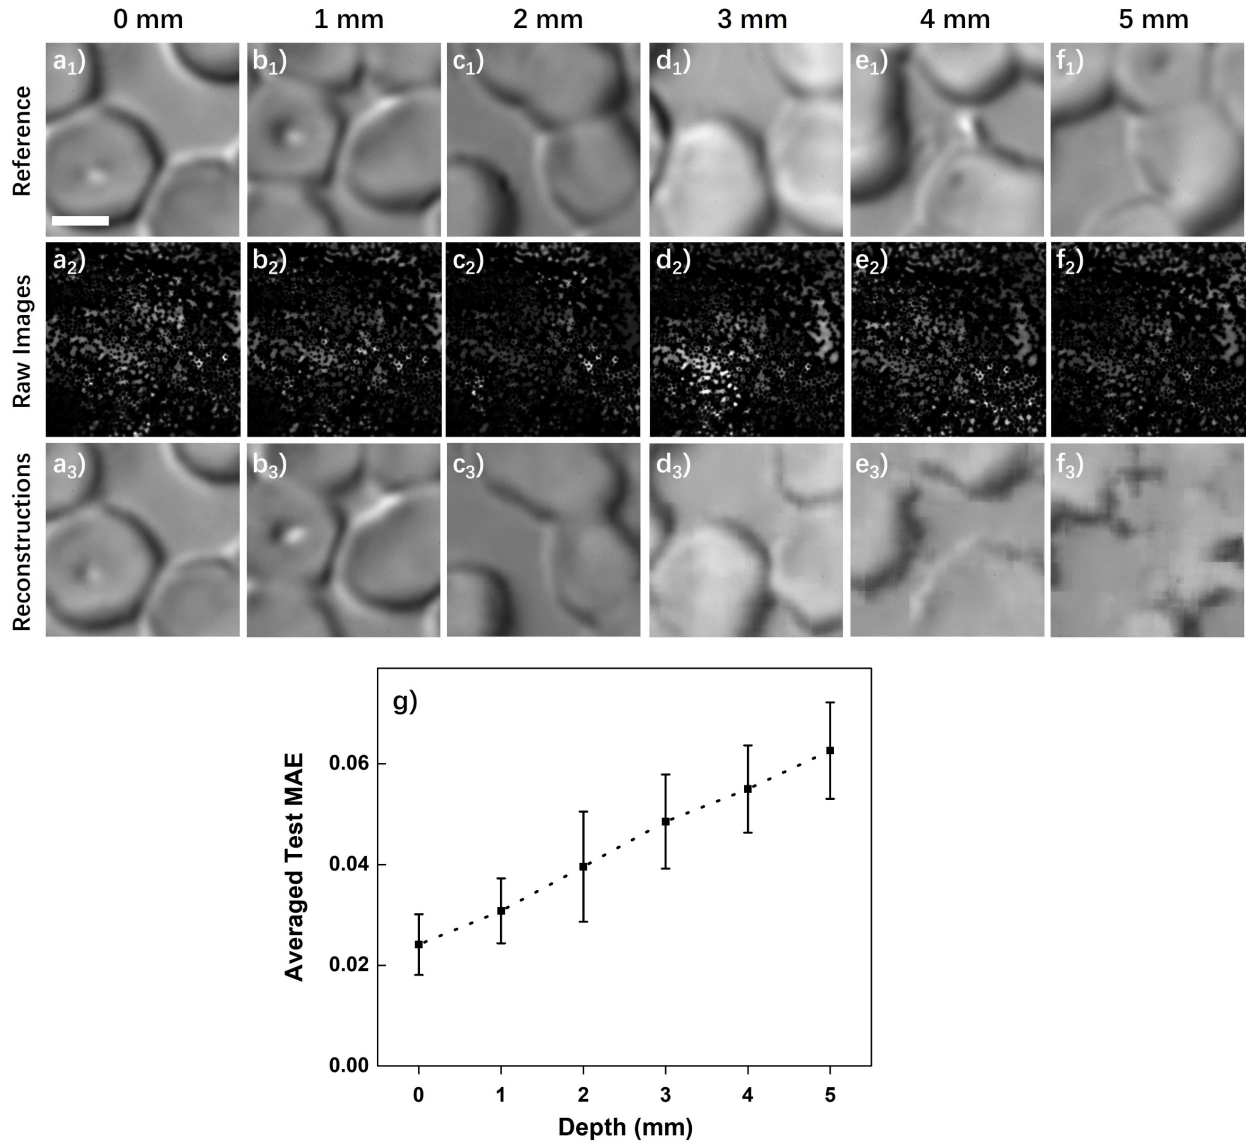 0 mm 1 mm 2 mm 3 mm 4 mm 5 mm
Reference
a1) b1) c1) d1) e1) f1)
Raw Images
a2) b2) c2) d2) e2) f2)
Reconstructions
a3) b3) c3) d3) e3) f3)
g)
Averaged Test MAE
0.06
0.04
0.02
0.00
0 1 2 3 4 5
Depth (mm)